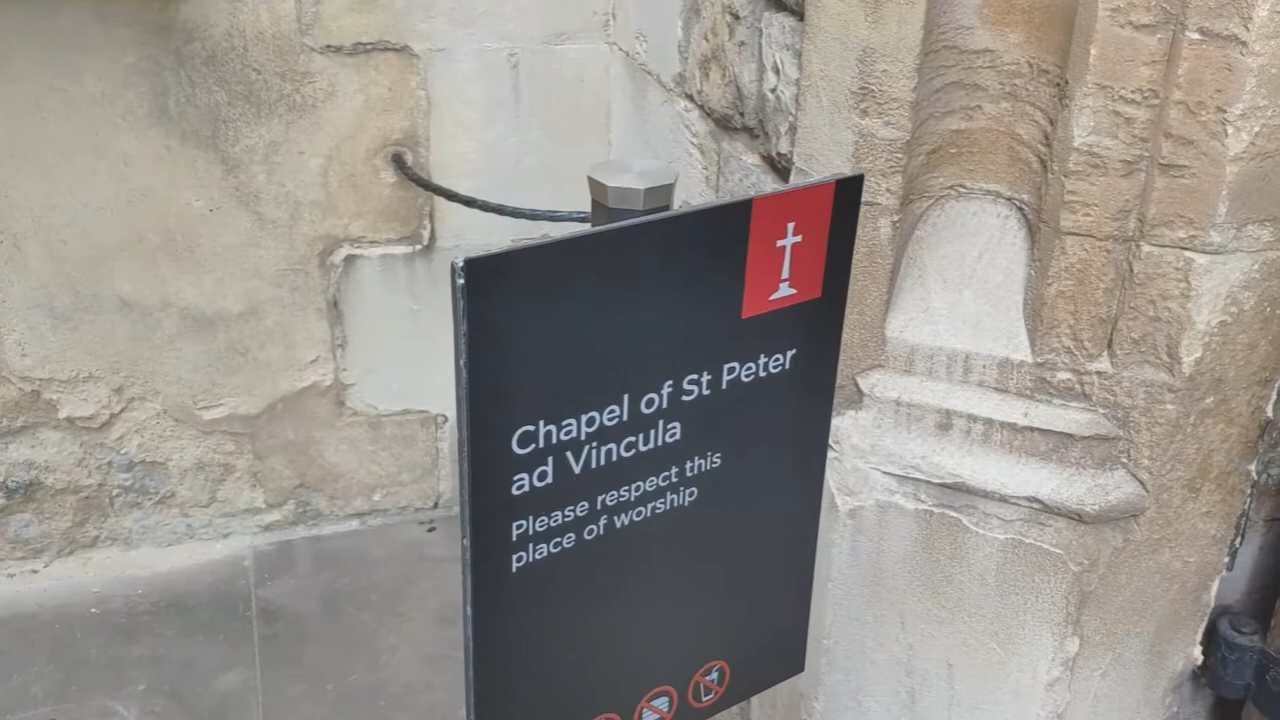 Chapel of St Peter
ad Vincula
Please respect this
place of worship